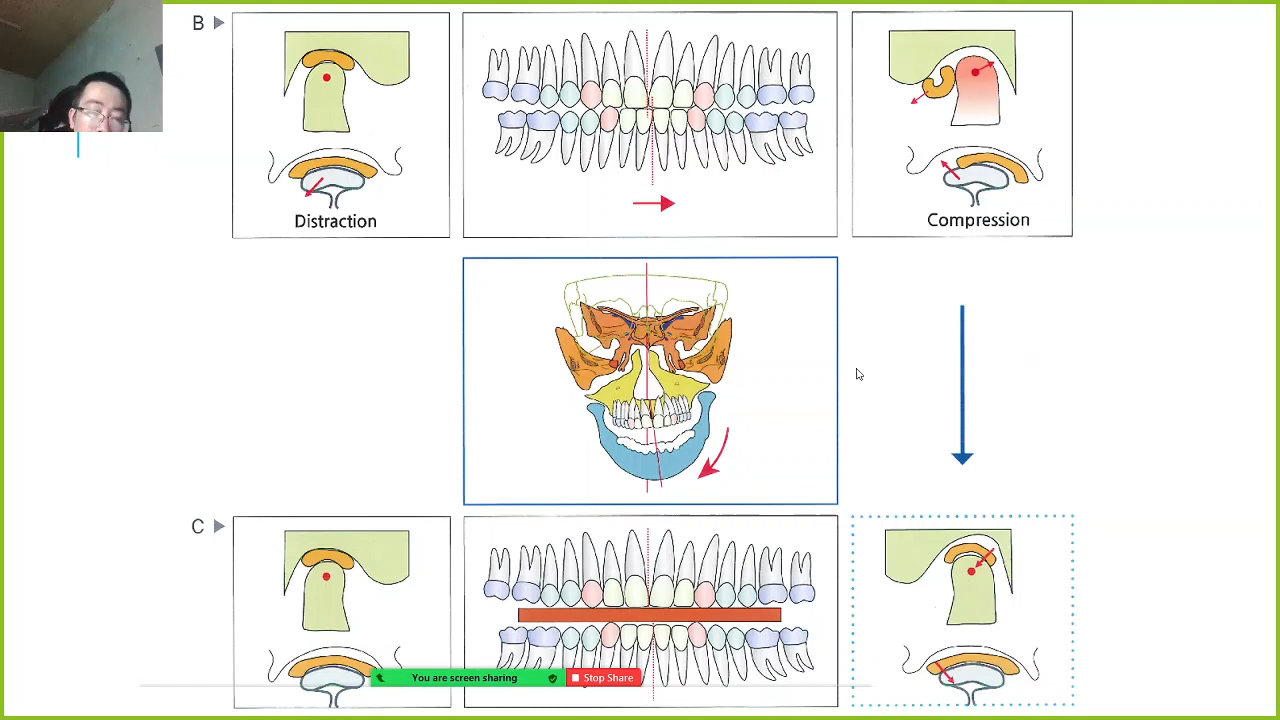 B
Distraction
Compression
C
You are screen sharing
Stop Share